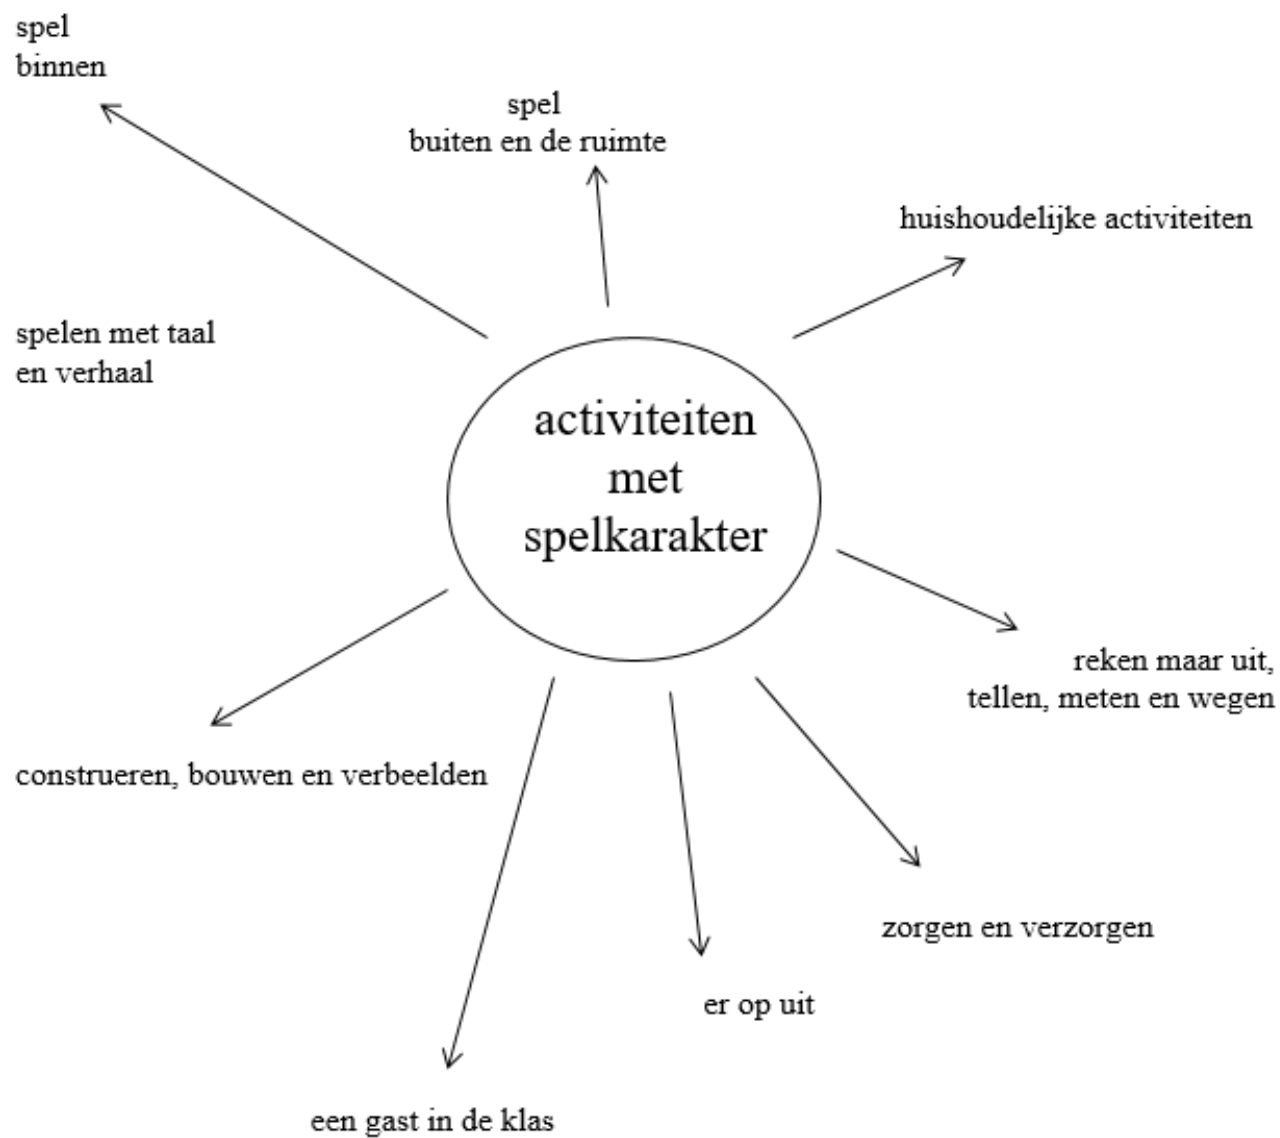 spel
binnen
spel
buiten en de ruimte
huishoudelijke activiteiten
spelen met taal
en verhaal
activiteiten
met
spelkarakter
reken maar uit,
tellen, meten en wegen
construeren, bouwen en verbeelden
zorgen en verzorgen
er op uit
een gast in de klas